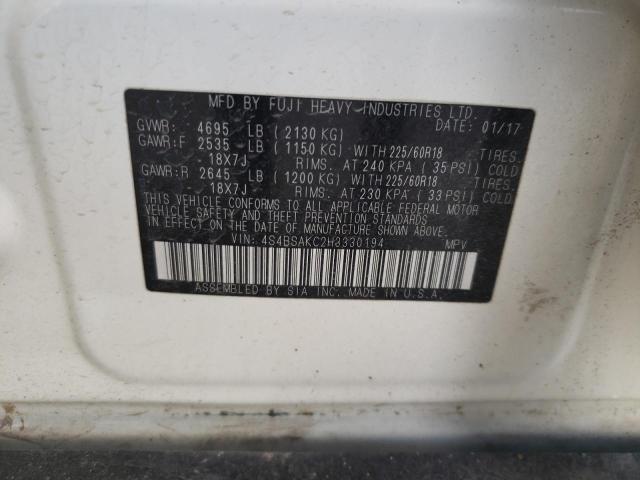 MFD BY FUJI HEAVY INDUSTRIES LTD.
DATE: 01/17
GVWR: 4695 LB (2130 KG)
GAWR:F 2535 LB (1150 KG) WITH 225/60R18 TIRES.
18X7J RIMS. AT 240 KPA (35 PSI) COLD
GAWR:R 2645 LB (1200 KG) WITH 225/60R18 TIRES.
18X7J RIMS. AT 230 KPA (33 PSI) COLD
THIS VEHICLE CONFORMS TO ALL APPLICABLE FEDERAL MOTOR
VEHICLE SAFETY AND THEFT PREVENTION STANDARDS
IN EFFECT ON THE DATE OF MANUFACTURE SHOWN ABOVE.
VIN: 4S4BSAKC2H3330194 MPV
ASSEMBLED BY SIA INC. MADE IN U.S.A.